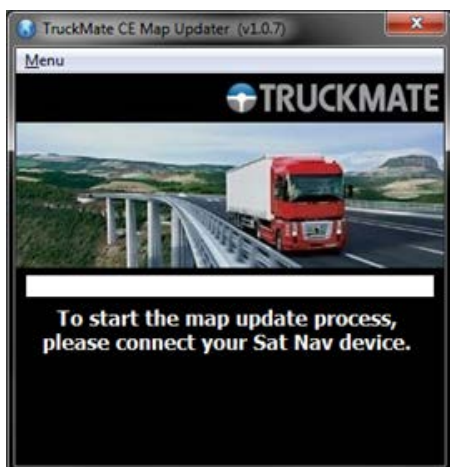 TruckMate CE Map Updater (v1.0.7)
Menu
TRUCKMATE
To start the map update process,
please connect your Sat Nav device.